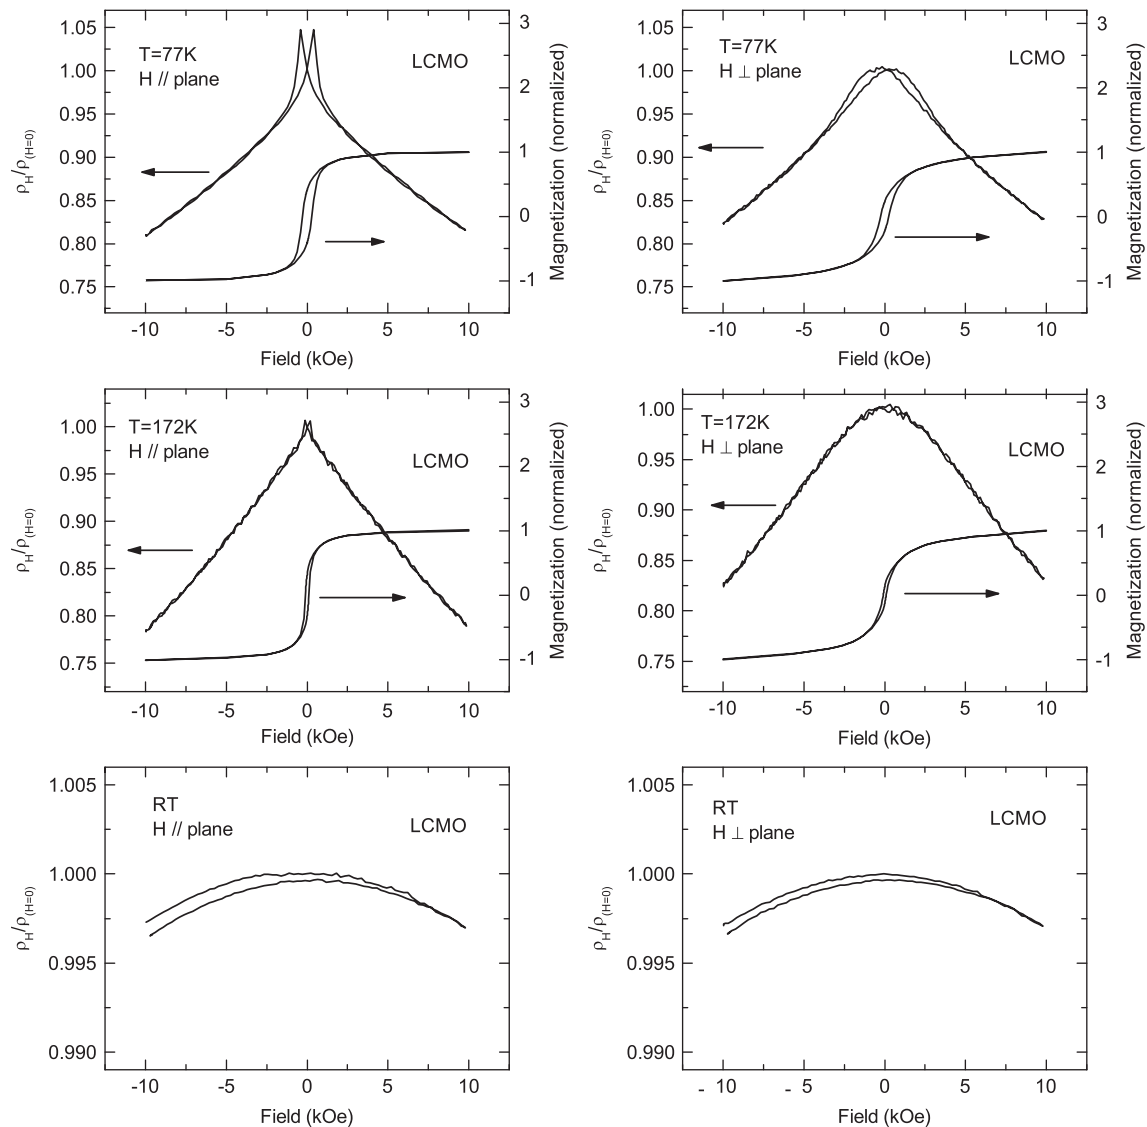 T=77K
H // plane
LCMO
1.05
1.00
0.95
0.90
0.85
0.80
0.75
ρH/ρ(H=0)
3
2
1
0
-1
Magnetization (normalized)
-10 -5 0 5 10
Field (kOe)
T=77K
H ⊥ plane
LCMO
1.05
1.00
0.95
0.90
0.85
0.80
0.75
ρH/ρ(H=0)
3
2
1
0
-1
Magnetization (normalized)
-10 -5 0 5 10
Field (kOe)
T=172K
H // plane
LCMO
1.00
0.95
0.90
0.85
0.80
0.75
ρH/ρ(H=0)
3
2
1
0
-1
Magnetization (normalized)
-10 -5 0 5 10
Field (kOe)
T=172K
H ⊥ plane
LCMO
1.00
0.95
0.90
0.85
0.80
0.75
ρH/ρ(H=0)
3
2
1
0
-1
Magnetization (normalized)
-10 -5 0 5 10
Field (kOe)
RT
H // plane
LCMO
1.005
1.000
0.995
0.990
ρH/ρ(H=0)
-10 -5 0 5 10
Field (kOe)
RT
H ⊥ plane
LCMO
1.005
1.000
0.995
0.990
ρH/ρ(H=0)
- 10 - 5 0 5 10
Field (kOe)